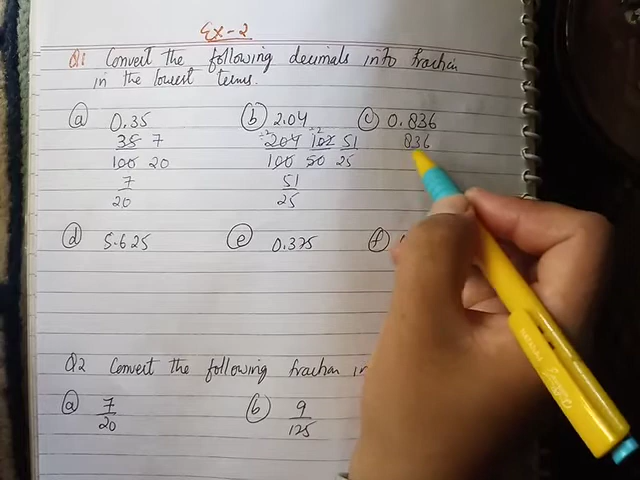 Ex-2
Q1 Convert the following decimals into fraction
in the lowest terms.
(a) 0.35 (b) 2.04 (c) 0.836
35 7 ÷2 204 ÷2 102 51 836
100 20 100 50 25
7 51
20 25
(d) 5.625 (e) 0.375 (f)
Q2 Convert the following fraction in
(a) 7 (b) 9
20 125